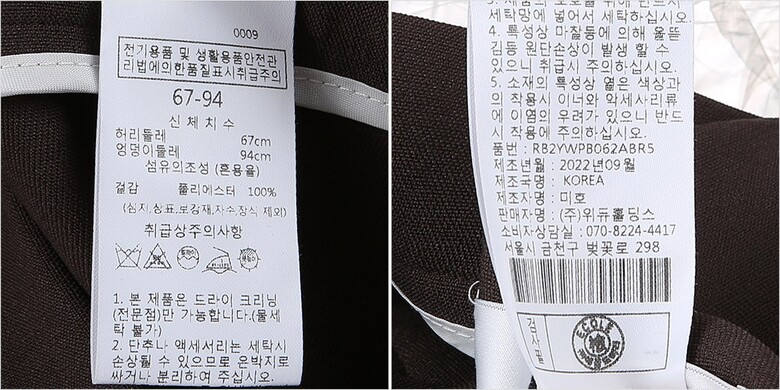 0009
전기용품 및 생활용품안전관
리법에의한품질표시취급주의
67-94
신체치수
허리둘레 67cm
엉덩이둘레 94cm
섬유의조성 (혼용율)
겉감 폴리에스터 100%
(심지,상표,보강재,자수,장식 제외)
취급상주의사항
1. 본 제품은 드라이 크리닝
(전문점)만 가능합니다.(물세
탁 불가)
2. 단추나 액세서리는 세탁시
손상될 수 있으므로 은박지로
싸거나 분리하여 주십시오.
3. 제품의 보호를 위해 반드시
세탁망에 넣어서 세탁하십시오.
4. 특성상 마찰등에 의해 올뜯
김등 원단손상이 발생 할 수
있으니 취급시 주의하십시오.
5. 소재의 특성상 옅은 색상과
의 착용시 이너와 악세사리류
에 이염의 우려가 있으니 반드
시 착용에 주의하십시오.
품번 : RB2YWPB062ABR5
제조년월 : 2022년09월
제조국명 : KOREA
제조자명 : 미호
판매자명 : (주)위듀홀딩스
소비자상담실 : 070-8224-4417
서울시 금천구 벚꽃로 298
검사필
ECOLE